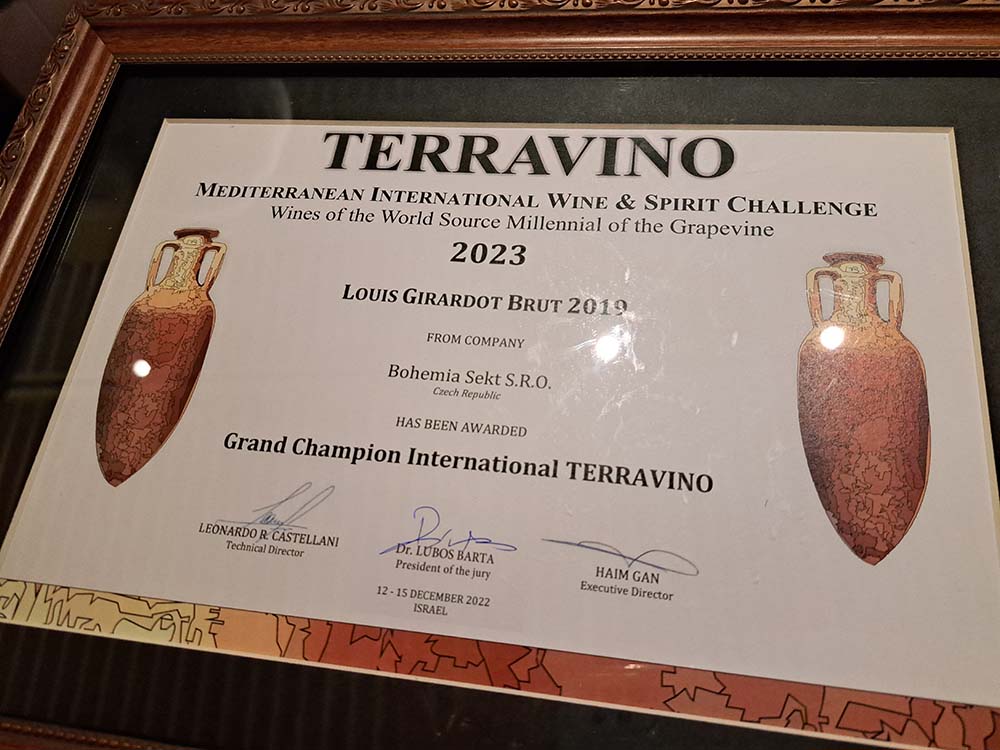 TERRAVINO
MEDITERRANEAN INTERNATIONAL WINE & SPIRIT CHALLENGE
Wines of the World Source Millennial of the Grapevine
2023
LOUIS GIRARDOT BRUT 2019
FROM COMPANY
Bohemia Sekt S.R.O.
Czech Republic
HAS BEEN AWARDED
Grand Champion International TERRAVINO
LEONARDO R. CASTELLANI
Technical Director
Dr. LUBOS BARTA
President of the jury
HAIM GAN
Executive Director
12 - 15 DECEMBER 2022
ISRAEL